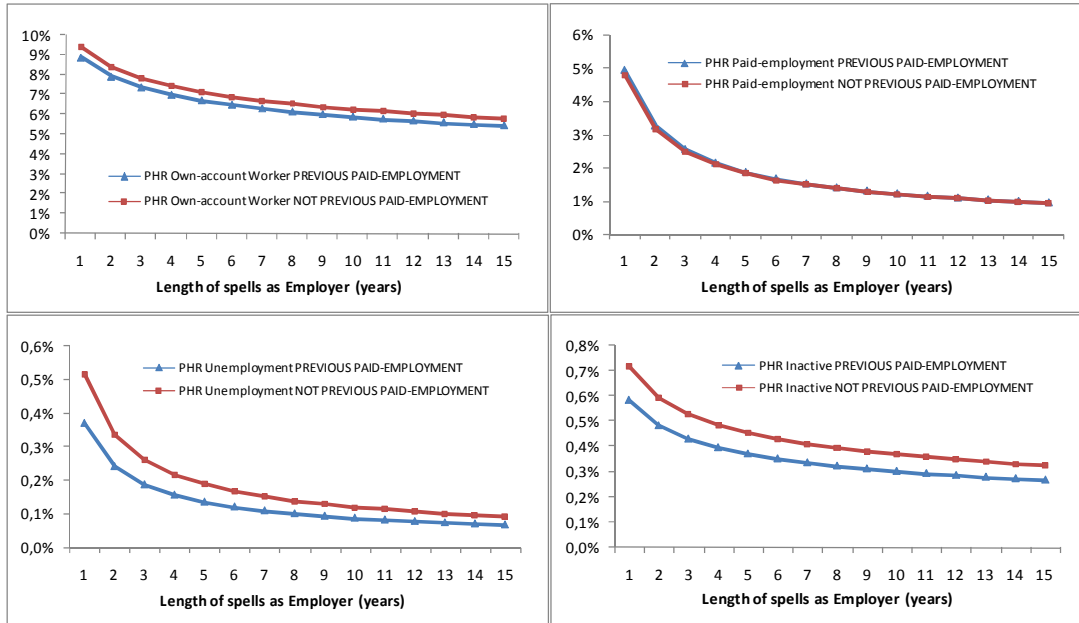 10%
9%
8%
7%
6%
5%
4%
3%
2%
1%
0%
PHR Own-account Worker PREVIOUS PAID-EMPLOYMENT
PHR Own-account Worker NOT PREVIOUS PAID-EMPLOYMENT
1 2 3 4 5 6 7 8 9 10 11 12 13 14 15
Length of spells as Employer (years)
6%
5%
4%
3%
2%
1%
0%
PHR Paid-employment PREVIOUS PAID-EMPLOYMENT
PHR Paid-employment NOT PREVIOUS PAID-EMPLOYMENT
1 2 3 4 5 6 7 8 9 10 11 12 13 14 15
Length of spells as Employer (years)
0,6%
0,5%
0,4%
0,3%
0,2%
0,1%
0,0%
PHR Unemployment PREVIOUS PAID-EMPLOYMENT
PHR Unemployment NOT PREVIOUS PAID-EMPLOYMENT
1 2 3 4 5 6 7 8 9 10 11 12 13 14 15
Length of spells as Employer (years)
0,8%
0,7%
0,6%
0,5%
0,4%
0,3%
0,2%
0,1%
0,0%
PHR Inactive PREVIOUS PAID-EMPLOYMENT
PHR Inactive NOT PREVIOUS PAID-EMPLOYMENT
1 2 3 4 5 6 7 8 9 10 11 12 13 14 15
Length of spells as Employer (years)